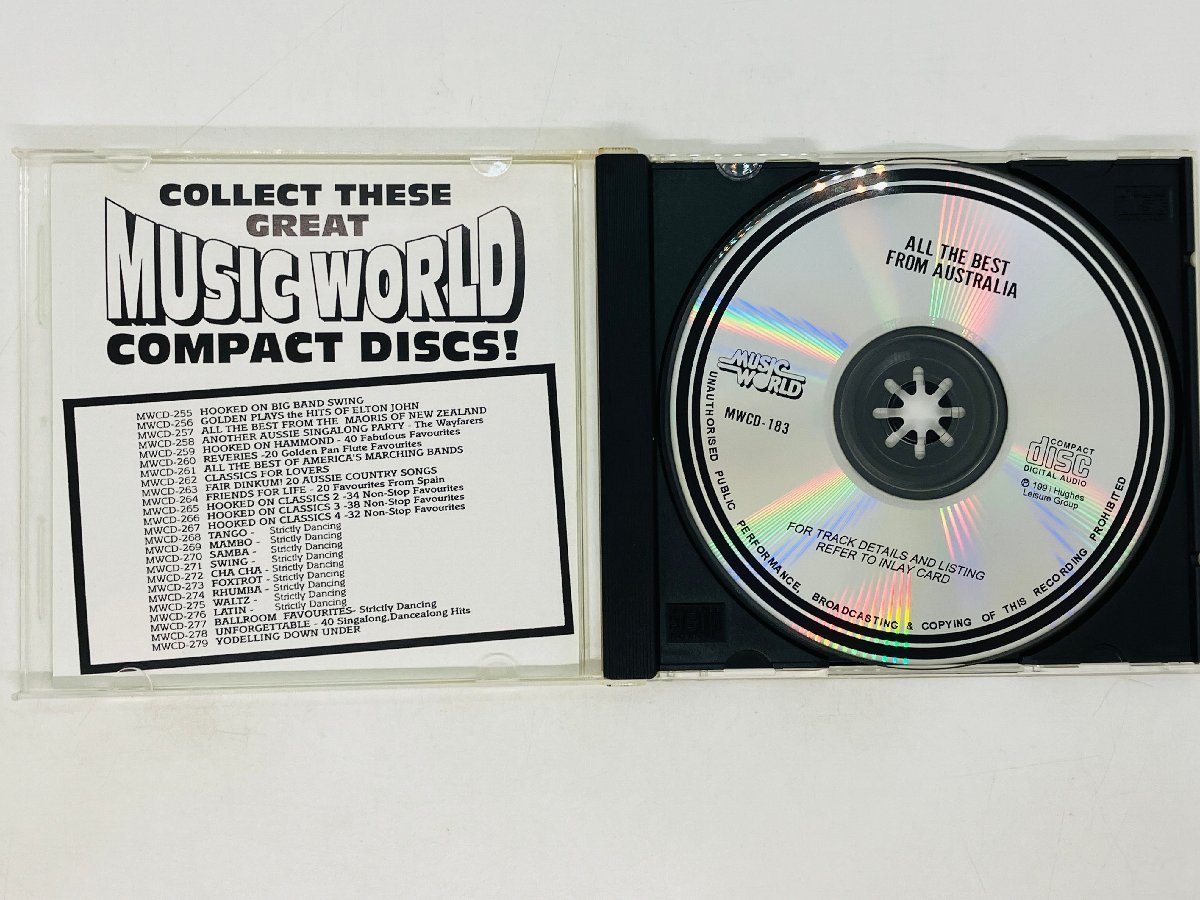 COLLECT THESE
GREAT
MUSIC WORLD
COMPACT DISCS!
MWCD-255 HOOKED ON BIG BAND SWING
MWCD-256 GOLDEN PLAYS the HITS OF ELTON JOHN
MWCD-257 ALL THE BEST FROM THE MAORIS OF NEW ZEALAND
MWCD-258 ANOTHER AUSSIE SINGALONG PARTY - The Wayfarers
MWCD-259 HOOKED ON HAMMOND - 40 Fabulous Favourites
MWCD-260 REVERIES -20 Golden Pan Flute Favourites
MWCD-261 ALL THE BEST OF AMERICA'S MARCHING BANDS
MWCD-262 CLASSICS FOR LOVERS
MWCD-263 FAIR DINKUM! 20 AUSSIE COUNTRY SONGS
MWCD-264 FRIENDS FOR LIFE - 20 Favourites From Spain
MWCD-265 HOOKED ON CLASSICS 2 -34 Non-Stop Favourites
MWCD-266 HOOKED ON CLASSICS 3 -38 Non-Stop Favourites
MWCD-267 HOOKED ON CLASSICS 4 -32 Non-Stop Favourites
MWCD-268 TANGO - Strictly Dancing
MWCD-269 MAMBO - Strictly Dancing
MWCD-270 SAMBA - Strictly Dancing
MWCD-271 SWING - Strictly Dancing
MWCD-272 CHA CHA - Strictly Dancing
MWCD-273 FOXTROT - Strictly Dancing
MWCD-274 RHUMBA - Strictly Dancing
MWCD-275 WALTZ - Strictly Dancing
MWCD-276 LATIN - Strictly Dancing
MWCD-277 BALLROOM FAVOURITES- Strictly Dancing
MWCD-278 UNFORGETTABLE - 40 Singalong,Dancealong Hits
MWCD-279 YODELLING DOWN UNDER
ALL THE BEST
FROM AUSTRALIA
MUSIC
WORLD
MWCD-183
COMPACT
disc
DIGITAL AUDIO
℗ 1991 Hughes
Leisure Group
FOR TRACK DETAILS AND LISTING
REFER TO INLAY CARD
UNAUTHORISED PUBLIC PERFORMANCE, BROADCASTING & COPYING OF THIS RECORDING PROHIBITED